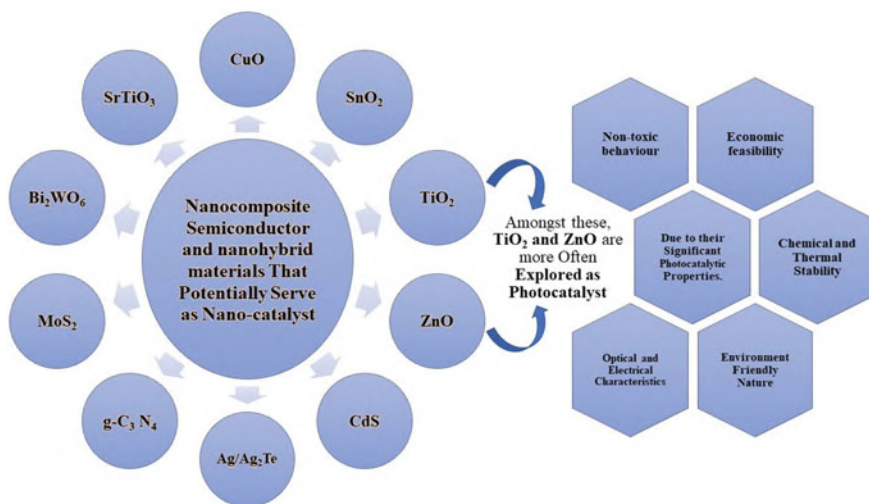 CuO
SnO₂
TiO₂
ZnO
CdS
Ag/Ag₂Te
g-C₃ N₄
MoS₂
Bi₂WO₆
SrTiO₃
Nanocomposite
Semiconductor
and nanohybrid
materials That
Potentially Serve
as Nano-catalyst
Amongst these,
TiO₂ and ZnO are
more Often
Explored as
Photocatalyst
Non-toxic
behaviour
Economic
feasibility
Due to their
Significant
Photocatalytic
Properties.
Chemical and
Thermal
Stability
Optical and
Electrical
Characteristics
Environment
Friendly
Nature